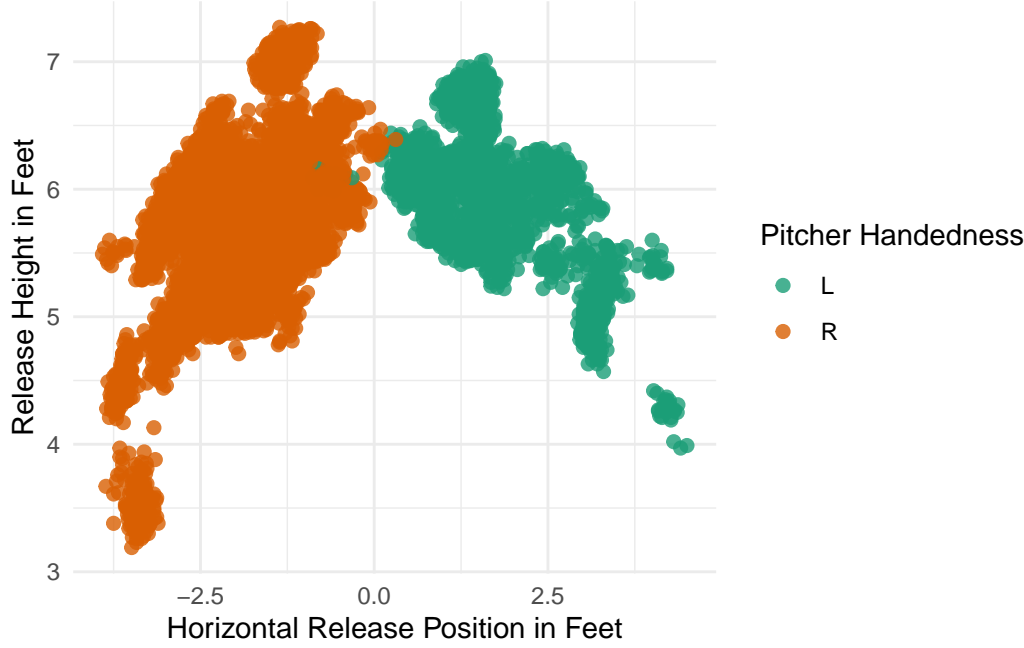 7
6
5
4
3
Release Height in Feet
−2.5
0.0
2.5
Horizontal Release Position in Feet
Pitcher Handedness
L
R